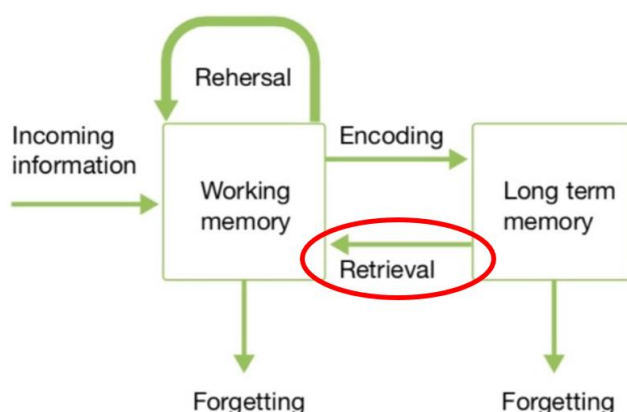 Rehersal
Incoming
information
Encoding
Working
memory
Long term
memory
Retrieval
Forgetting
Forgetting